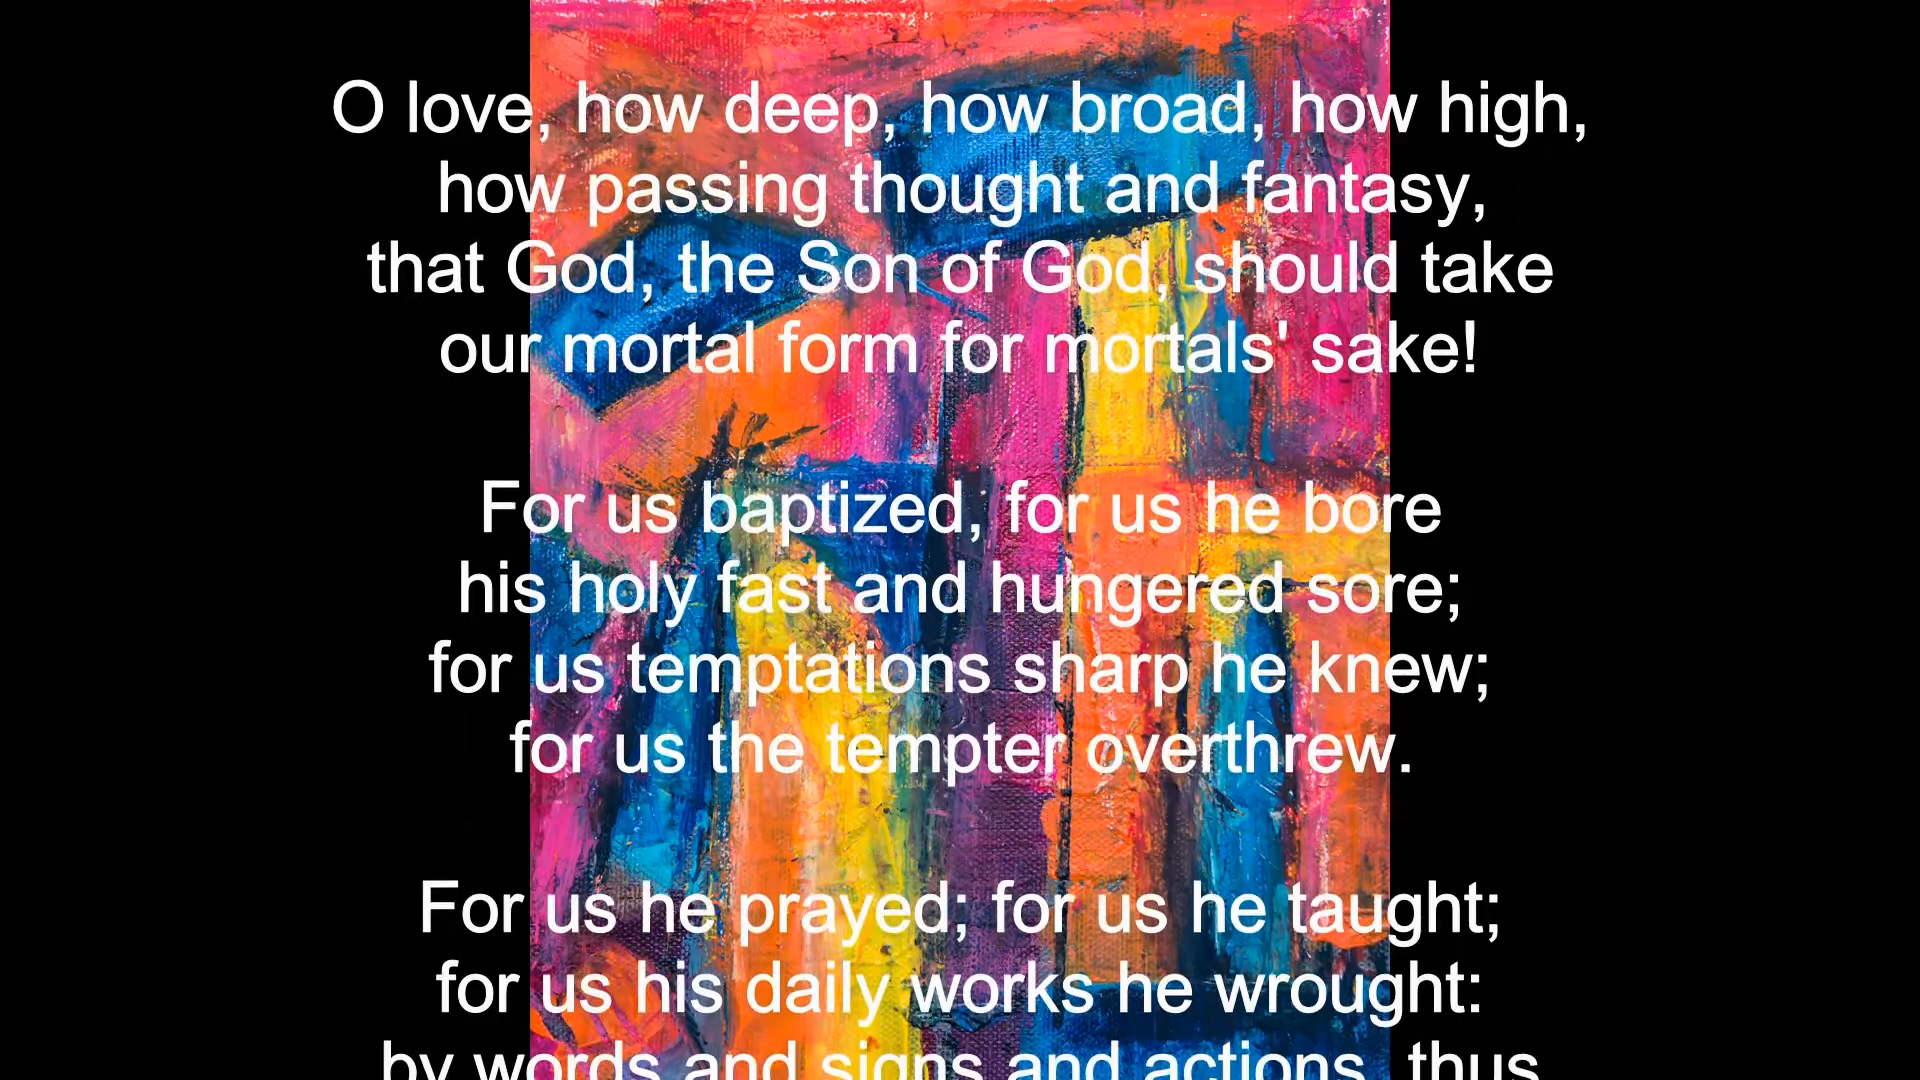 O love, how deep, how broad, how high,
how passing thought and fantasy,
that God, the Son of God, should take
our mortal form for mortals' sake!
For us baptized, for us he bore
his holy fast and hungered sore;
for us temptations sharp he knew;
for us the tempter overthrew.
For us he prayed; for us he taught;
for us his daily works he wrought:
by words and signs and actions, thus